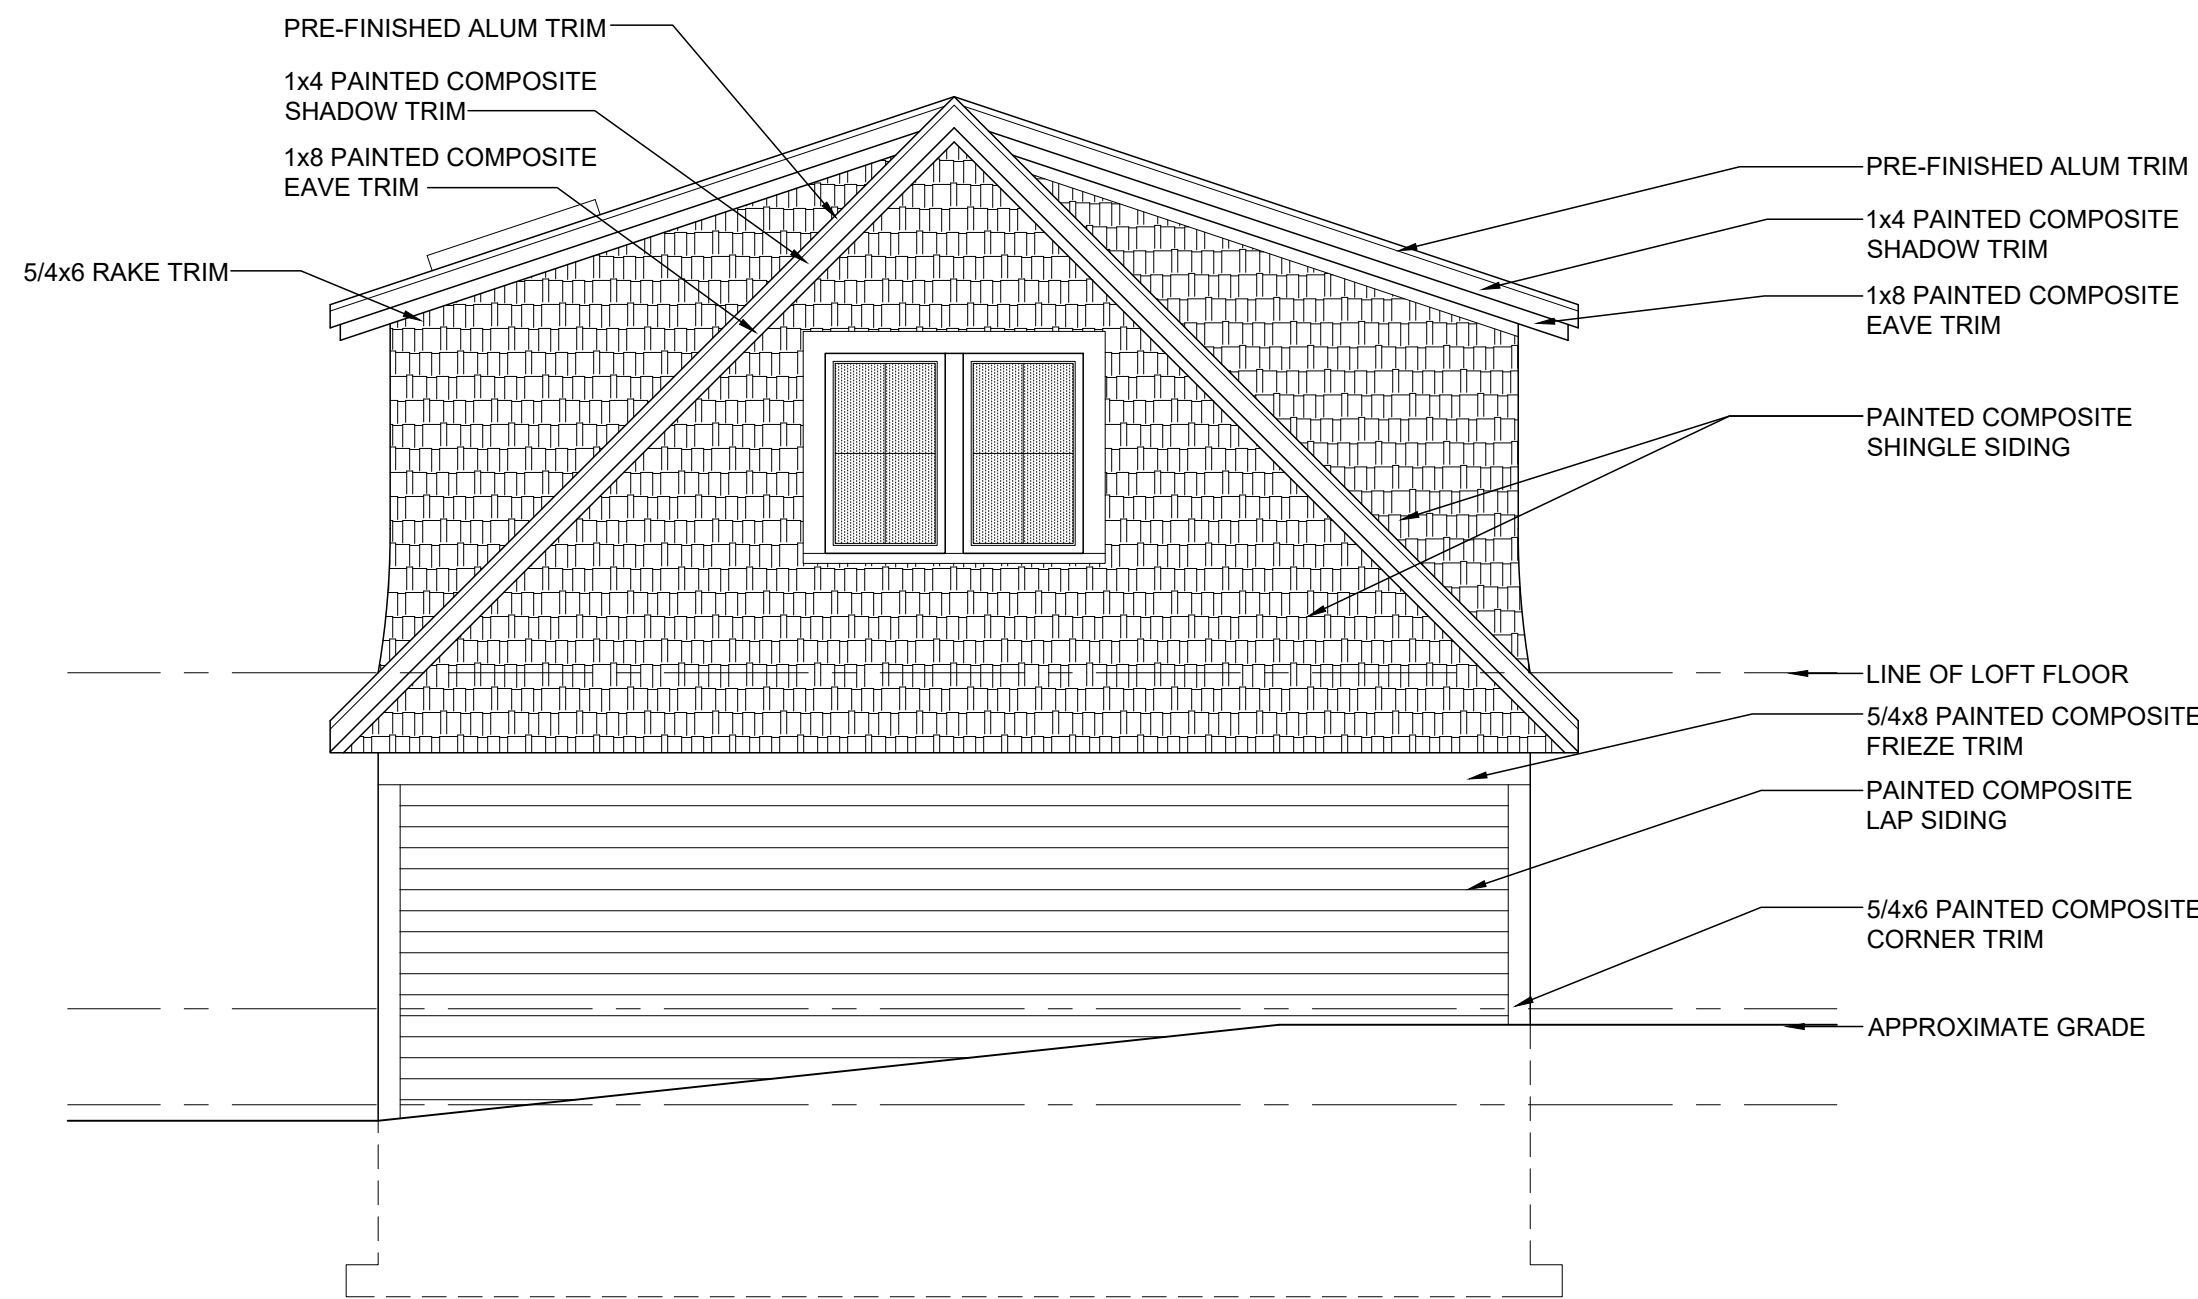 PRE-FINISHED ALUM TRIM
1x4 PAINTED COMPOSITE
SHADOW TRIM
1x8 PAINTED COMPOSITE
EAVE TRIM
5/4x6 RAKE TRIM
PRE-FINISHED ALUM TRIM
1x4 PAINTED COMPOSITE
SHADOW TRIM
1x8 PAINTED COMPOSITE
EAVE TRIM
PAINTED COMPOSITE
SHINGLE SIDING
LINE OF LOFT FLOOR
5/4x8 PAINTED COMPOSITE
FRIEZE TRIM
PAINTED COMPOSITE
LAP SIDING
5/4x6 PAINTED COMPOSITE
CORNER TRIM
APPROXIMATE GRADE